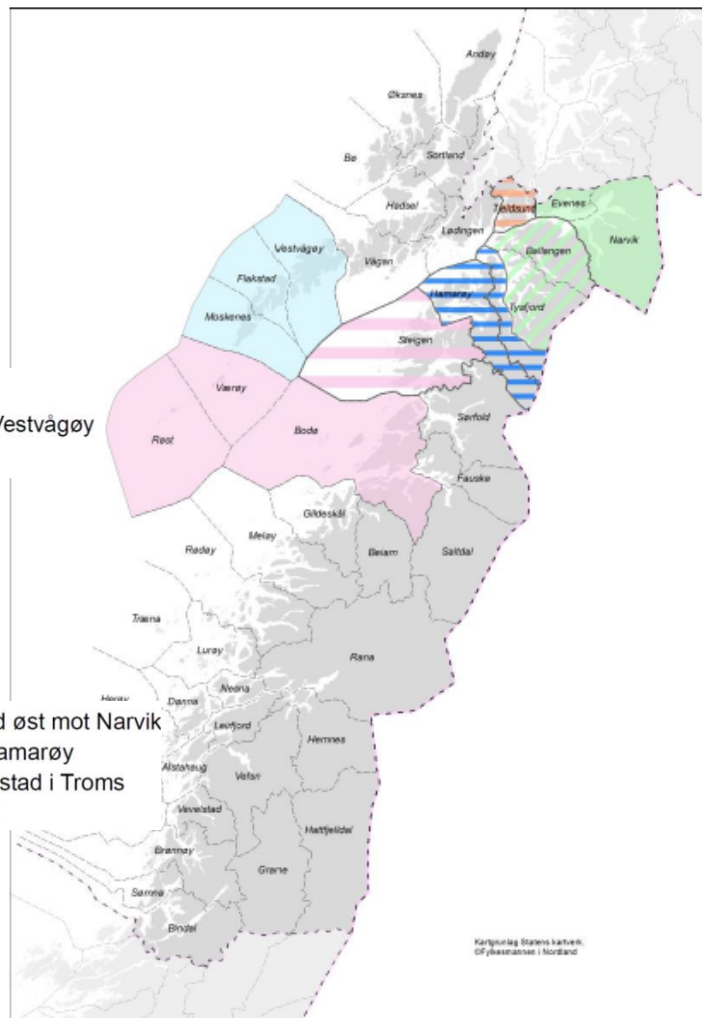 Andøy
Øksnes
Bø
Sortland
Hadsel
Tjeldsund
Evenes
Lødingen
Narvik
Vestvågøy
Vågan
Ballangen
Flakstad
Hamarøy
Tysfjord
Moskenes
Steigen
Værøy
Vestvågøy
Sørfold
Bodø
Røst
Fauske
Gildeskål
Meløy
Rødøy
Beiarn
Saltdal
Træna
Lurøy
Rana
Nesna
Herøy
Dønna
d øst mot Narvik
Leirfjord
Hemnes
amarøy
Alstahaug
Vefsn
stad i Troms
Vevelstad
Hattfjelldal
Brønnøy
Grane
Sømna
Bindal
Kartgrunnlag Statens kartverk.
©Fylkesmannen i Nordland